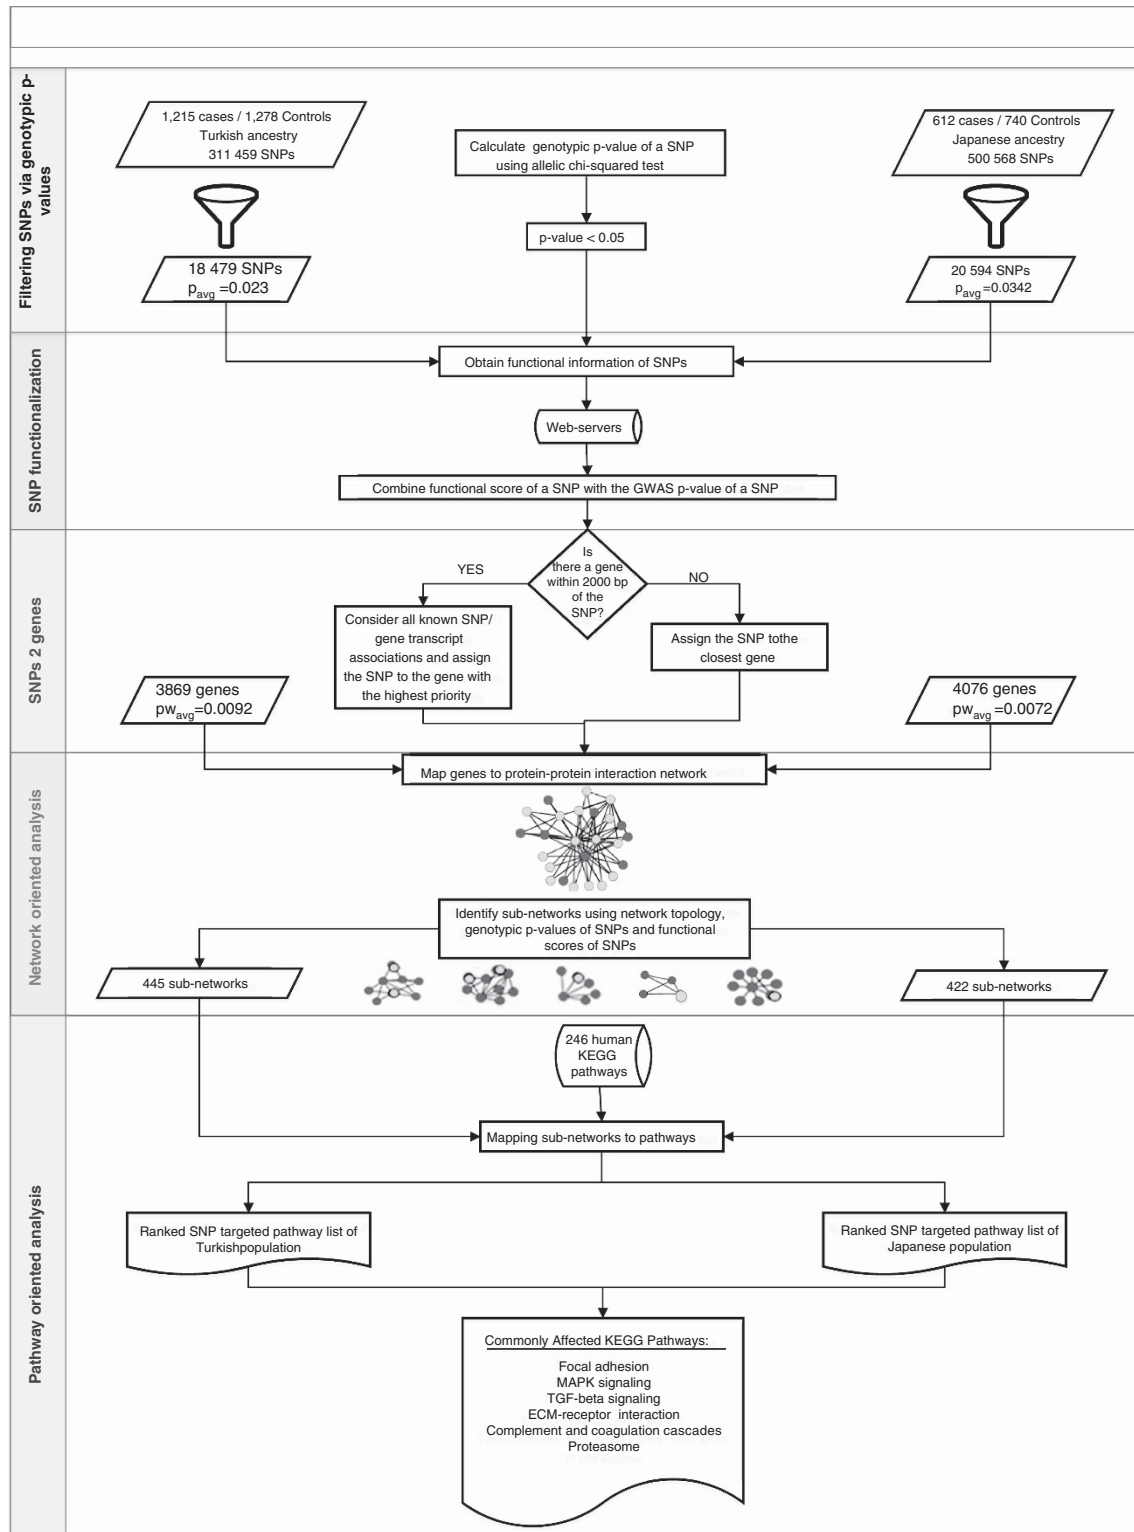 Filtering SNPs via genotypic p-
values
1,215 cases / 1,278 Controls
Turkish ancestry
311 459 SNPs
Calculate genotypic p-value of a SNP
using allelic chi-squared test
612 cases / 740 Controls
Japanese ancestry
500 568 SNPs
p-value < 0.05
18 479 SNPs
pavg =0.023
20 594 SNPs
pavg =0.0342
SNP functionalization
Obtain functional information of SNPs
Web-servers
Combine functional score of a SNP with the GWAS p-value of a SNP
SNPs 2 genes
Is
there a gene
within 2000 bp
of the
SNP?
YES
NO
Consider all known SNP/
gene transcript
associations and assign
the SNP to the gene with
the highest priority
Assign the SNP tothe
closest gene
3869 genes
pwavg=0.0092
4076 genes
pwavg=0.0072
Network oriented analysis
Map genes to protein-protein interaction network
Identify sub-networks using network topology,
genotypic p-values of SNPs and functional
scores of SNPs
445 sub-networks
422 sub-networks
Pathway oriented analysis
246 human
KEGG
pathways
Mapping sub-networks to pathways
Ranked SNP targeted pathway list of
Turkishpopulation
Ranked SNP targeted pathway list of
Japanese population
Commonly Affected KEGG Pathways:
Focal adhesion
MAPK signaling
TGF-beta signaling
ECM-receptor interaction
Complement and coagulation cascades
Proteasome